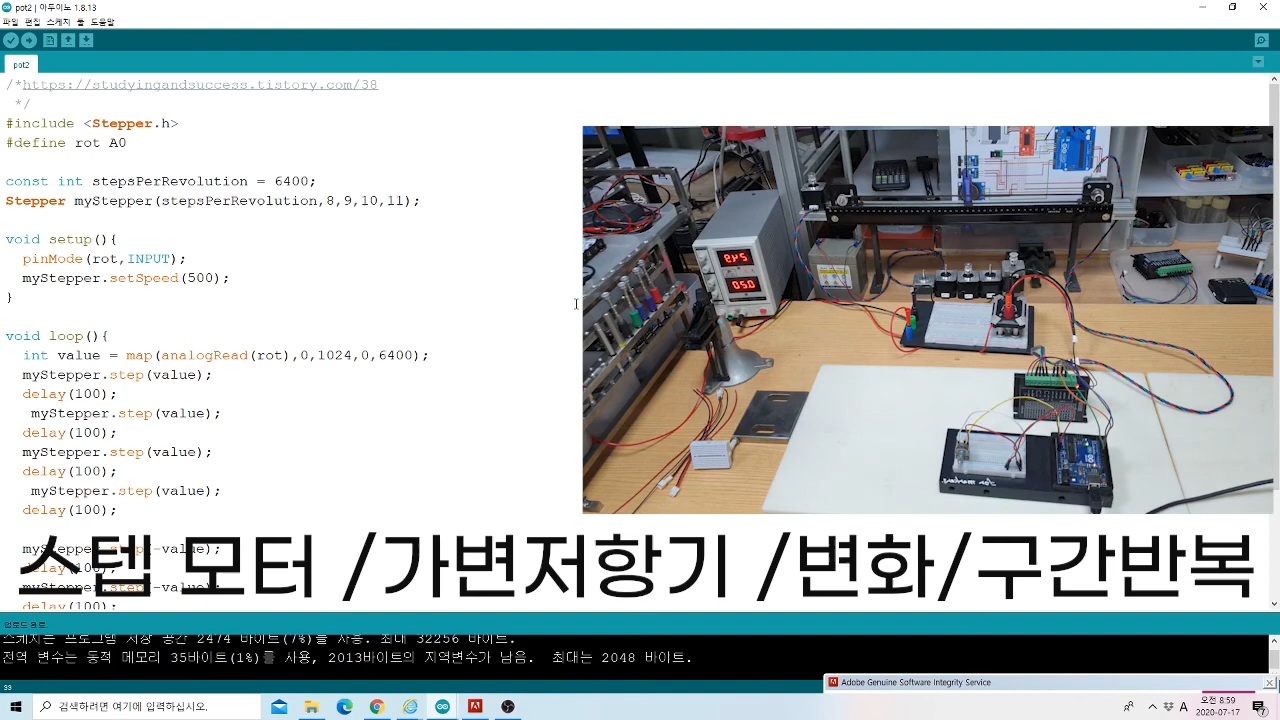 pot2 | 아두이노 1.8.13
파일 편집 스케치 툴 도움말
pot2
/*https://studyingandsuccess.tistory.com/38
*/
#include <Stepper.h>
#define rot A0
const int stepsPerRevolution = 6400;
Stepper myStepper(stepsPerRevolution,8,9,10,11);
void setup(){
pinMode(rot,INPUT);
myStepper.setSpeed(500);
}
void loop(){
int value = map(analogRead(rot),0,1024,0,6400);
myStepper.step(value);
delay(100);
myStepper.step(value);
delay(100);
myStepper.step(value);
delay(100);
myStepper.step(value);
delay(100);
myStepper.step(-value);
delay(100);
myStepper.step(-value);
delay(100);
스텝 모터 /가변저항기 /변화/구간반복
업로드 완료.
스케치는 프로그램 저장 공간 2474 바이트(7%)를 사용. 최대 32256 바이트.
전역 변수는 동적 메모리 35바이트(1%)를 사용, 2013바이트의 지역변수가 남음. 최대는 2048 바이트.
33
Adobe Genuine Software Integrity Service
검색하려면 여기에 입력하십시오.
A
오전 8:59
2020-07-17